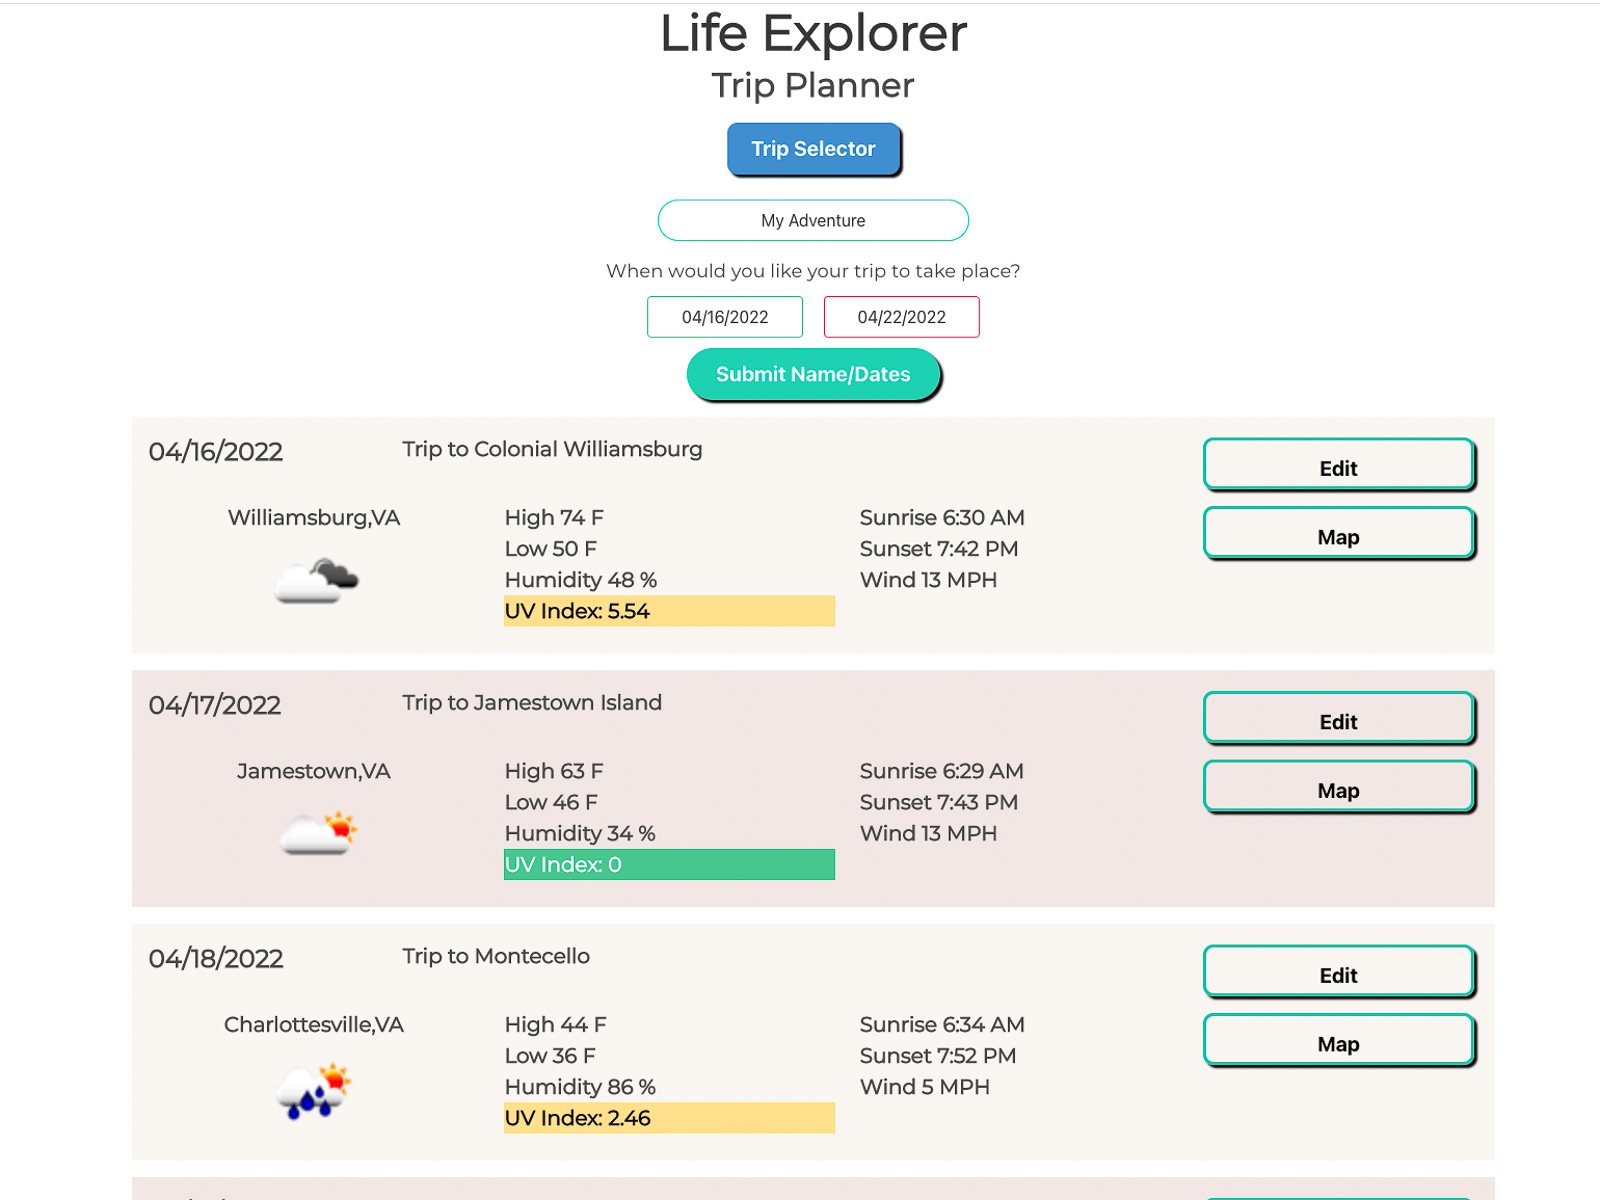 Life Explorer
Trip Planner
Trip Selector
My Adventure
When would you like your trip to take place?
04/16/2022 04/22/2022
Submit Name/Dates
04/16/2022 Trip to Colonial Williamsburg Edit
Williamsburg,VA High 74 F Sunrise 6:30 AM Map
Low 50 F Sunset 7:42 PM
Humidity 48 % Wind 13 MPH
UV Index: 5.54
04/17/2022 Trip to Jamestown Island Edit
Jamestown,VA High 63 F Sunrise 6:29 AM Map
Low 46 F Sunset 7:43 PM
Humidity 34 % Wind 13 MPH
UV Index: 0
04/18/2022 Trip to Montecello Edit
Charlottesville,VA High 44 F Sunrise 6:34 AM Map
Low 36 F Sunset 7:52 PM
Humidity 86 % Wind 5 MPH
UV Index: 2.46